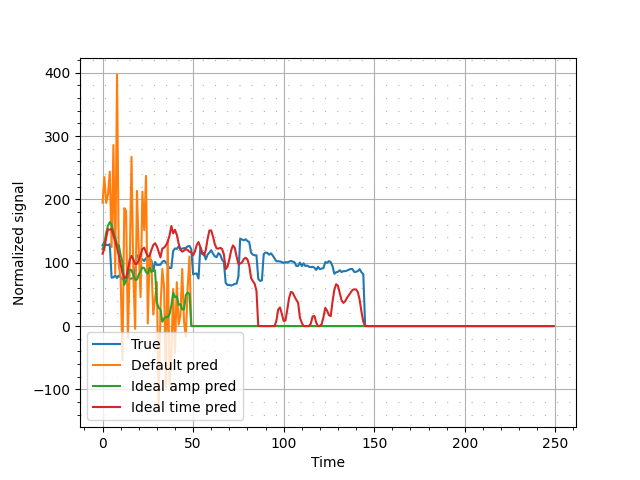 Normalized signal
400
300
200
100
0
−100
0
50
100
150
200
250
Time
True
Default pred
Ideal amp pred
Ideal time pred